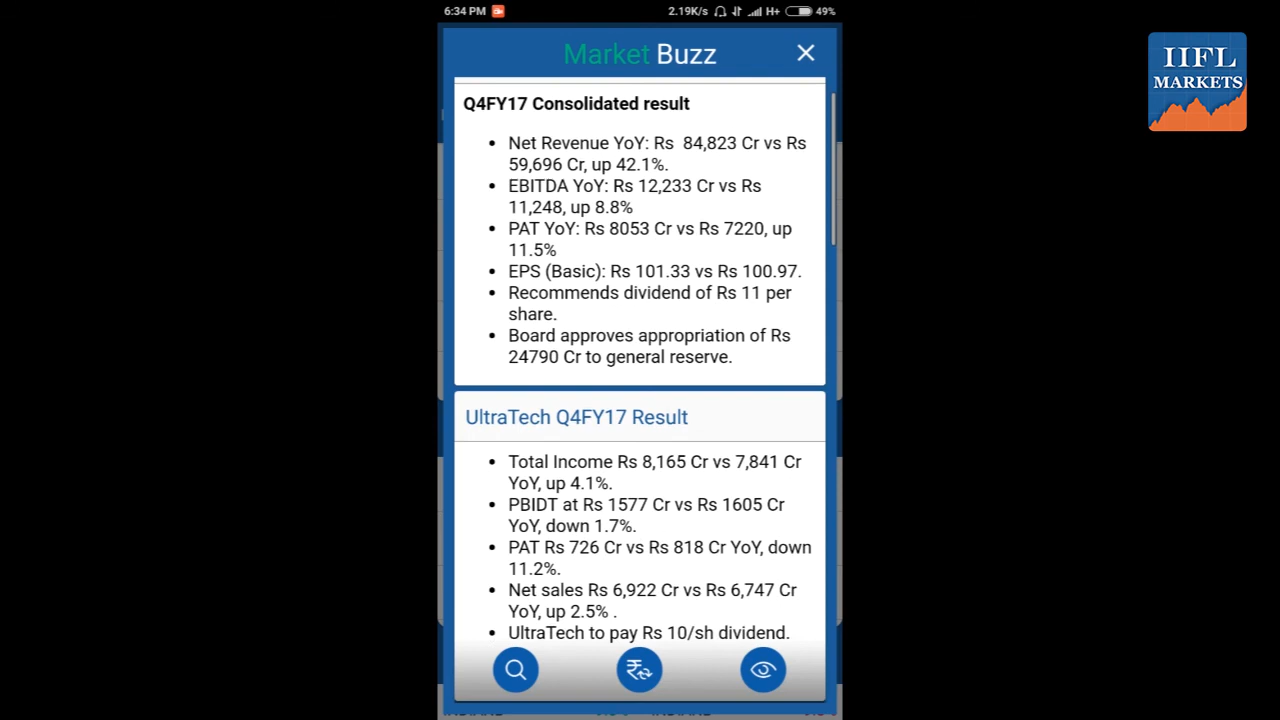 6:34 PM
2.19K/s
H+
49%
IIFL
MARKETS
Market Buzz
Q4FY17 Consolidated result
Net Revenue YoY: Rs 84,823 Cr vs Rs
59,696 Cr, up 42.1%.
EBITDA YoY: Rs 12,233 Cr vs Rs
11,248, up 8.8%
PAT YoY: Rs 8053 Cr vs Rs 7220, up
11.5%
EPS (Basic): Rs 101.33 vs Rs 100.97.
Recommends dividend of Rs 11 per
share.
Board approves appropriation of Rs
24790 Cr to general reserve.
UltraTech Q4FY17 Result
Total Income Rs 8,165 Cr vs 7,841 Cr
YoY, up 4.1%.
PBIDT at Rs 1577 Cr vs Rs 1605 Cr
YoY, down 1.7%.
PAT Rs 726 Cr vs Rs 818 Cr YoY, down
11.2%.
Net sales Rs 6,922 Cr vs Rs 6,747 Cr
YoY, up 2.5% .
UltraTech to pay Rs 10/sh dividend.